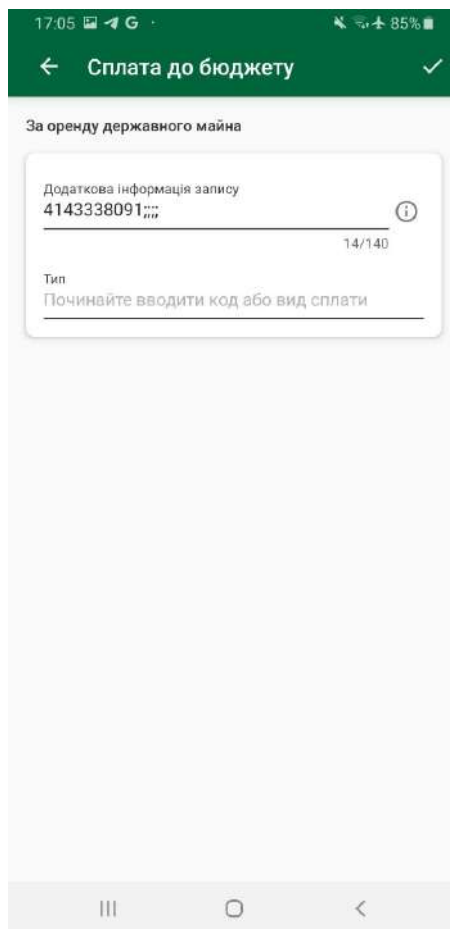 17:05 G · 85%
Сплата до бюджету
За оренду державного майна
Додаткова інформація запису
4143338091;;;;
14/140
Тип
Починайте вводити код або вид сплати